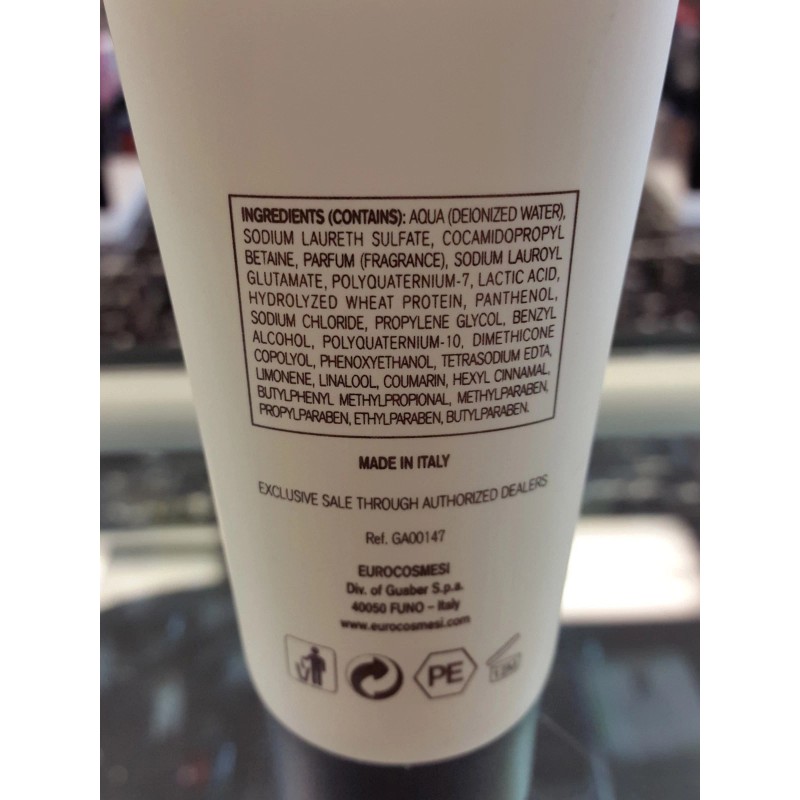 INGREDIENTS (CONTAINS): AQUA (DEIONIZED WATER),
SODIUM LAURETH SULFATE, COCAMIDOPROPYL
BETAINE, PARFUM (FRAGRANCE), SODIUM LAUROYL
GLUTAMATE, POLYQUATERNIUM-7, LACTIC ACID,
HYDROLYZED WHEAT PROTEIN, PANTHENOL,
SODIUM CHLORIDE, PROPYLENE GLYCOL, BENZYL
ALCOHOL, POLYQUATERNIUM-10, DIMETHICONE
COPOLYOL, PHENOXYETHANOL, TETRASODIUM EDTA,
LIMONENE, LINALOOL, COUMARIN, HEXYL CINNAMAL,
BUTYLPHENYL METHYLPROPIONAL, METHYLPARABEN,
PROPYLPARABEN, ETHYLPARABEN, BUTYLPARABEN.
MADE IN ITALY
EXCLUSIVE SALE THROUGH AUTHORIZED DEALERS
Ref. GA00147
EUROCOSMESI
Div. of Guaber S.p.a.
40050 FUNO – Italy
www.eurocosmesi.com
PE